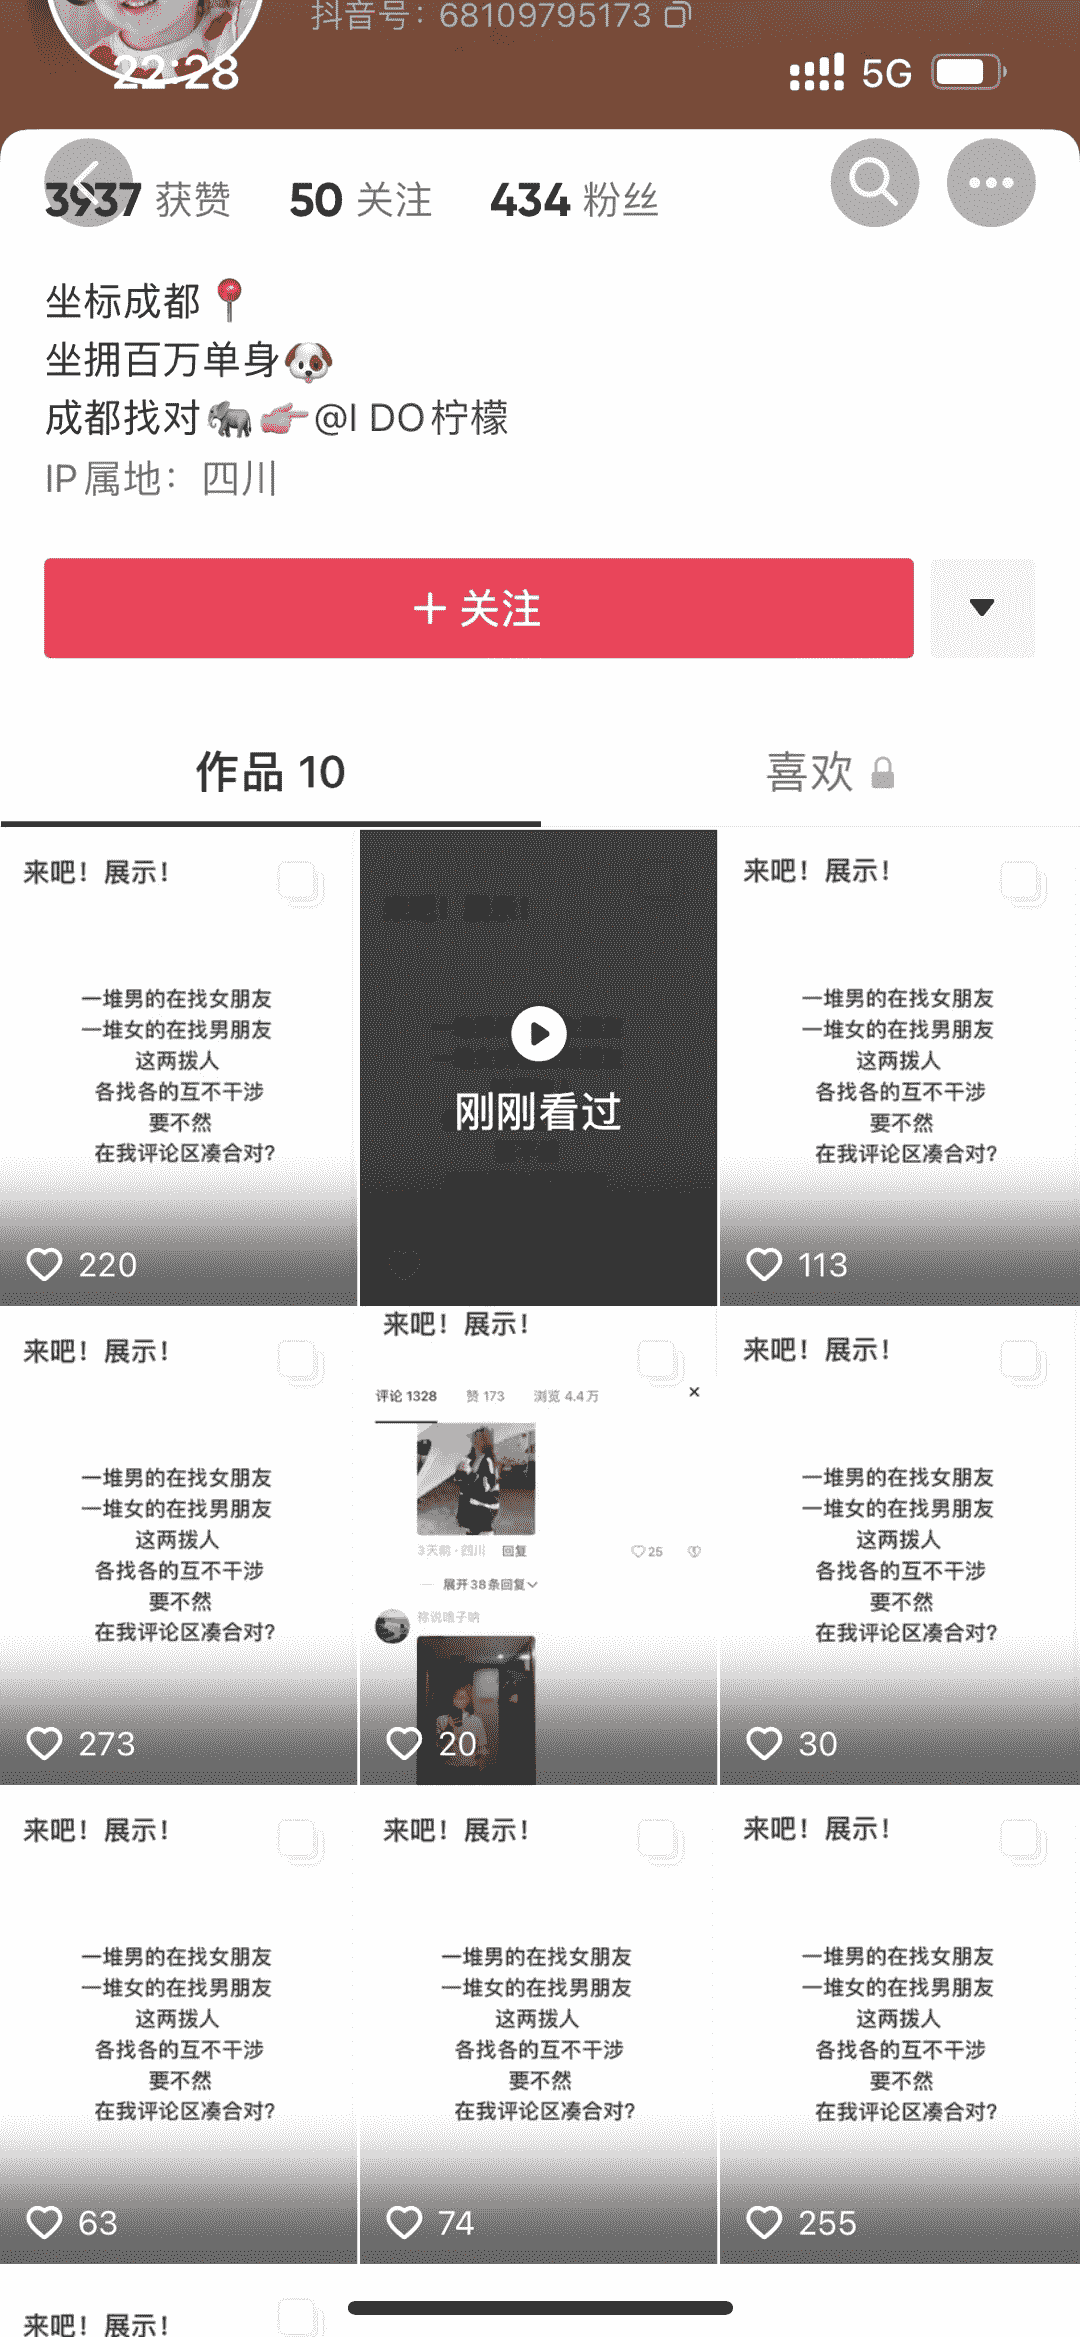 抖音号：68109795173
22:28
5G
3937 获赞 50 关注 434 粉丝
坐标成都
坐拥百万单身
成都找对@I DO柠檬
IP属地：四川
+ 关注
作品 10
喜欢
来吧！展示！
一堆男的在找女朋友
一堆女的在找男朋友
这两拨人
各找各的互不干涉
要不然
在我评论区凑合对?
220
刚刚看过
来吧！展示！
一堆男的在找女朋友
一堆女的在找男朋友
这两拨人
各找各的互不干涉
要不然
在我评论区凑合对?
113
来吧！展示！
一堆男的在找女朋友
一堆女的在找男朋友
这两拨人
各找各的互不干涉
要不然
在我评论区凑合对?
273
来吧！展示！
评论 1328 赞 173 浏览 4.4万
3天前·四川 回复
25
展开38条回复
20
来吧！展示！
一堆男的在找女朋友
一堆女的在找男朋友
这两拨人
各找各的互不干涉
要不然
在我评论区凑合对?
30
来吧！展示！
一堆男的在找女朋友
一堆女的在找男朋友
这两拨人
各找各的互不干涉
要不然
在我评论区凑合对?
63
来吧！展示！
一堆男的在找女朋友
一堆女的在找男朋友
这两拨人
各找各的互不干涉
要不然
在我评论区凑合对?
74
来吧！展示！
一堆男的在找女朋友
一堆女的在找男朋友
这两拨人
各找各的互不干涉
要不然
在我评论区凑合对?
255
来吧！展示！